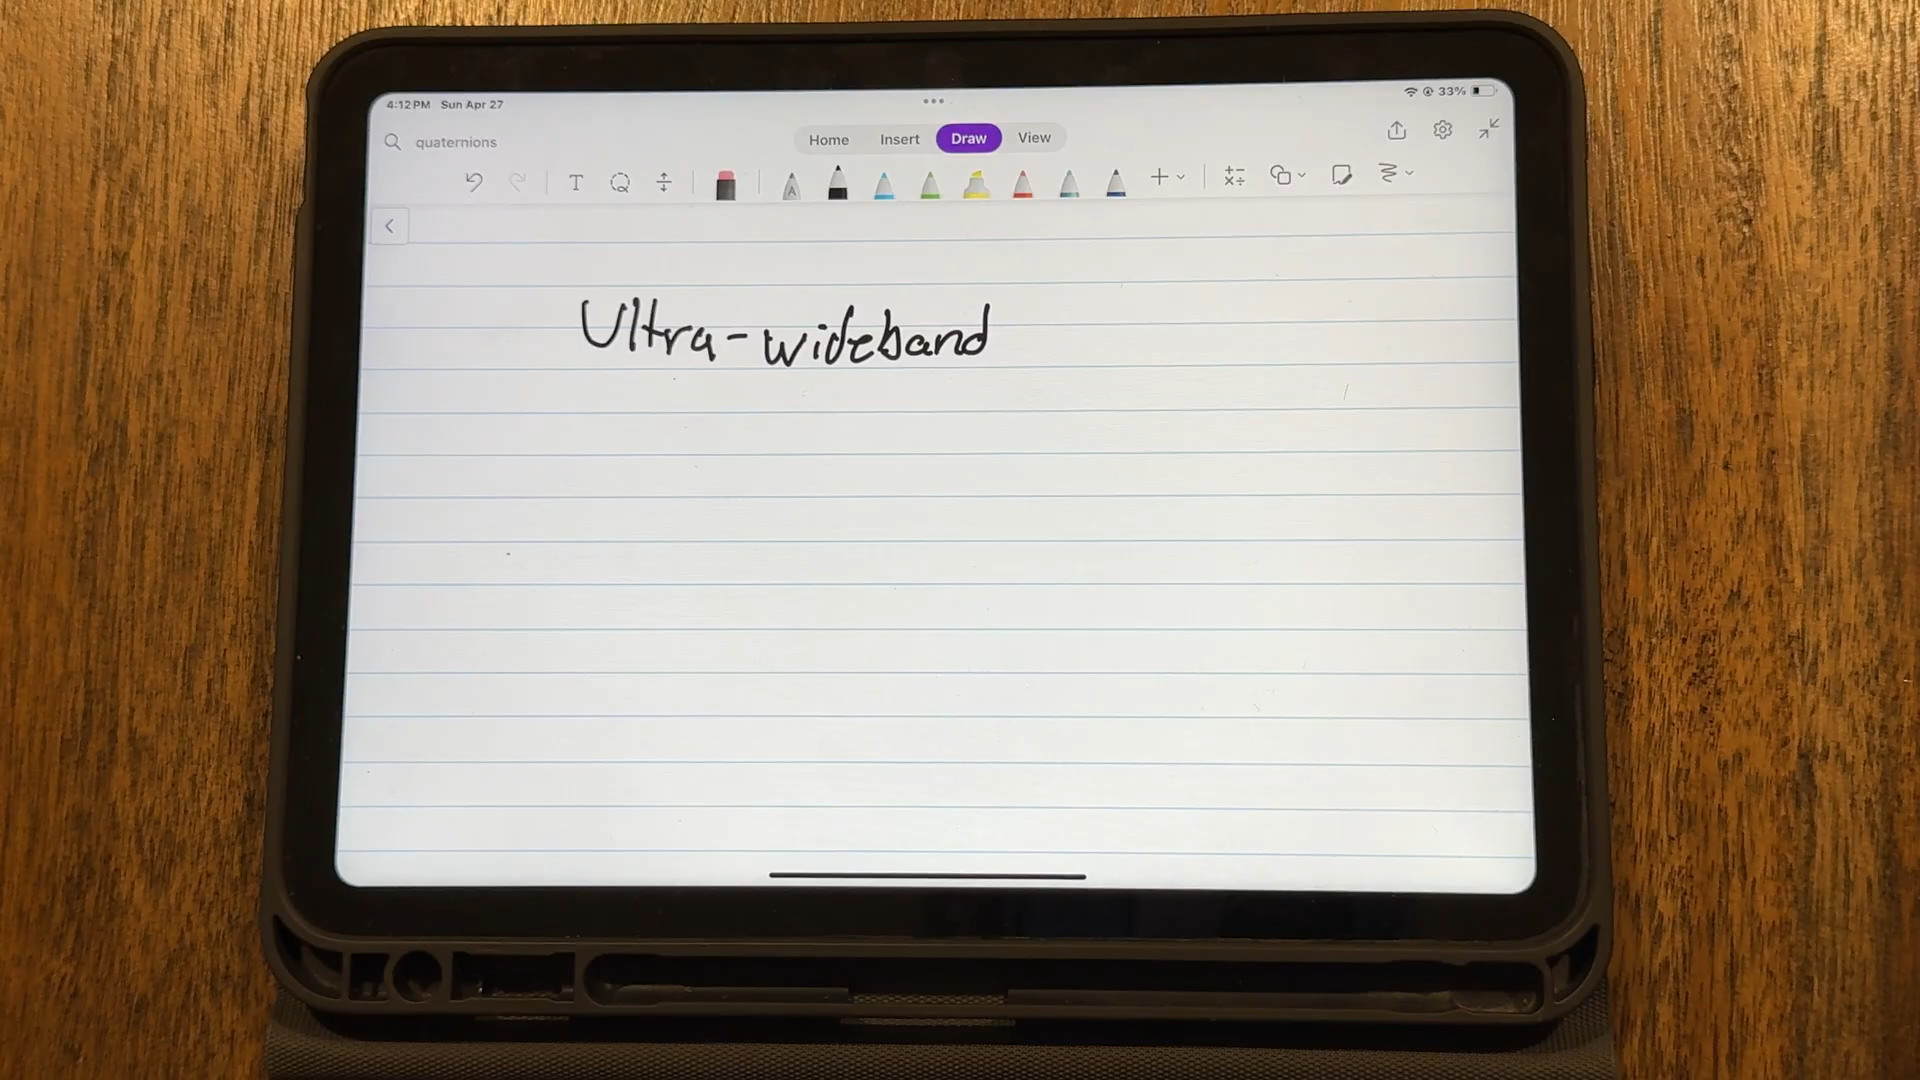 4:12 PM Sun Apr 27
33%
quaternions
Home Insert Draw View
T
A
Ultra-wideband